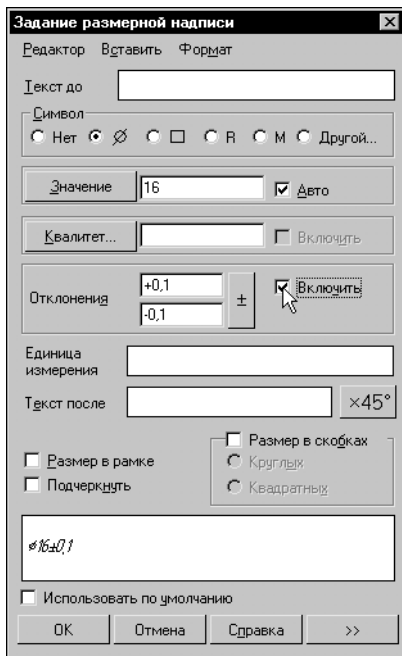 Задание размерной надписи
Редактор Вставить Формат
Текст до
Символ
Нет Ø □ R M Другой...
Значение 16 Авто
Квалитет... Включить
Отклонения +0,1 ± Включить
-0,1
Единица
измерения
Текст после ×45°
Размер в рамке Размер в скобках
Подчеркнуть Круглых
Квадратных
⌀16±0,1
Использовать по умолчанию
OK Отмена Справка >>